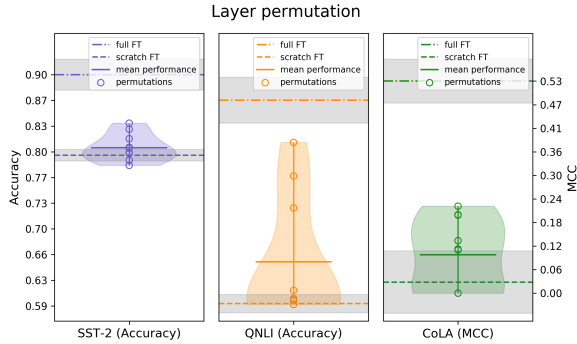 Layer permutation
full FT
scratch FT
mean performance
permutations
full FT
scratch FT
mean performance
permutations
full FT
scratch FT
mean performance
permutations
Accuracy
0.90
0.87
0.83
0.80
0.77
0.73
0.70
0.66
0.63
0.59
0.53
0.47
0.41
0.36
0.30
0.24
0.18
0.12
0.06
0.00
MCC
SST-2 (Accuracy)
QNLI (Accuracy)
CoLA (MCC)